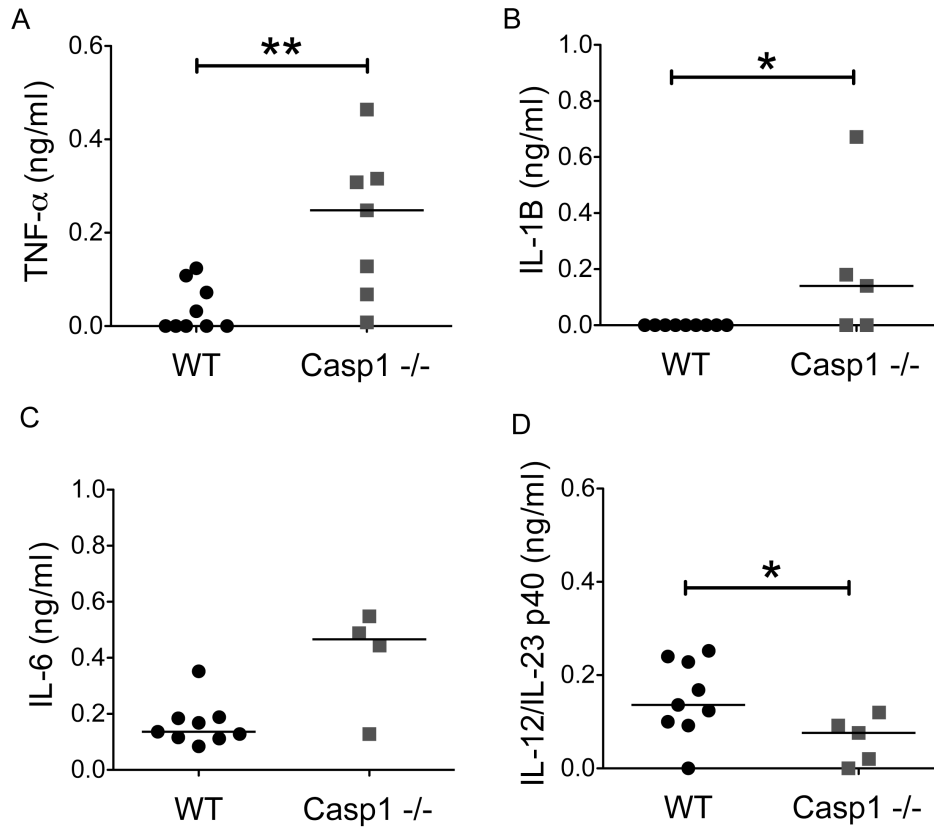 A
TNF-α (ng/ml)
0.6
0.4
0.2
0.0
**
WT
Casp1 -/-
B
IL-1B (ng/ml)
1.0
0.8
0.6
0.4
0.2
0.0
*
WT
Casp1 -/-
C
IL-6 (ng/ml)
1.0
0.8
0.6
0.4
0.2
0.0
WT
Casp1 -/-
D
IL-12/IL-23 p40 (ng/ml)
0.6
0.4
0.2
0.0
*
WT
Casp1 -/-